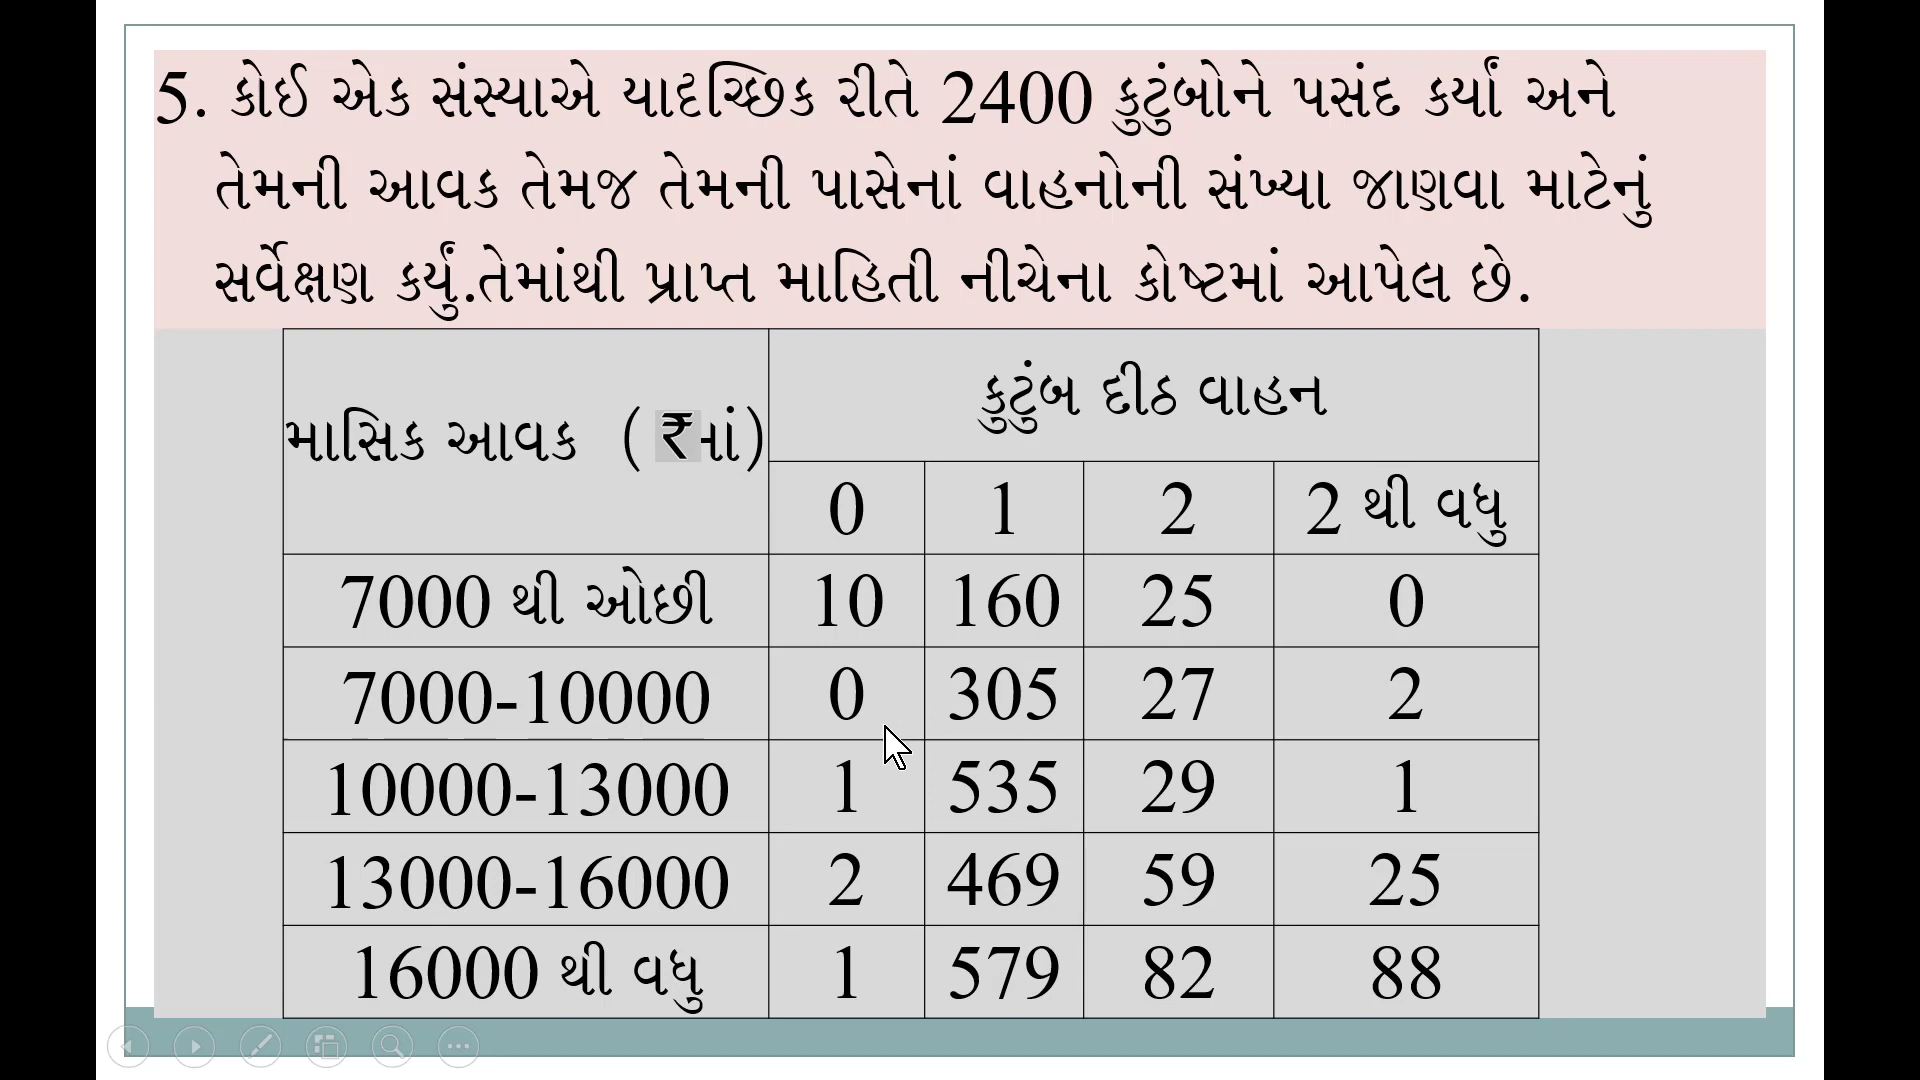 5. કોઈ એક સંસ્યાએ યાદચ્છિક રીતે 2400 કુટુંબોને પસંદ કર્યાં અને
તેમની આવક તેમજ તેમની પાસેનાં વાહનોની સંખ્યા જાણવા માટેનું
સર્વેક્ષણ કર્યું.તેમાંથી પ્રાપ્ત માહિતી નીચેના કોષ્ટમાં આપેલ છે.
કુટુંબ દીઠ વાહન
માસિક આવક ( ₹માં)
0 1 2 2 થી વધુ
7000 થી ઓછી 10 160 25 0
7000-10000 0 305 27 2
10000-13000 1 535 29 1
13000-16000 2 469 59 25
16000 થી વધુ 1 579 82 88